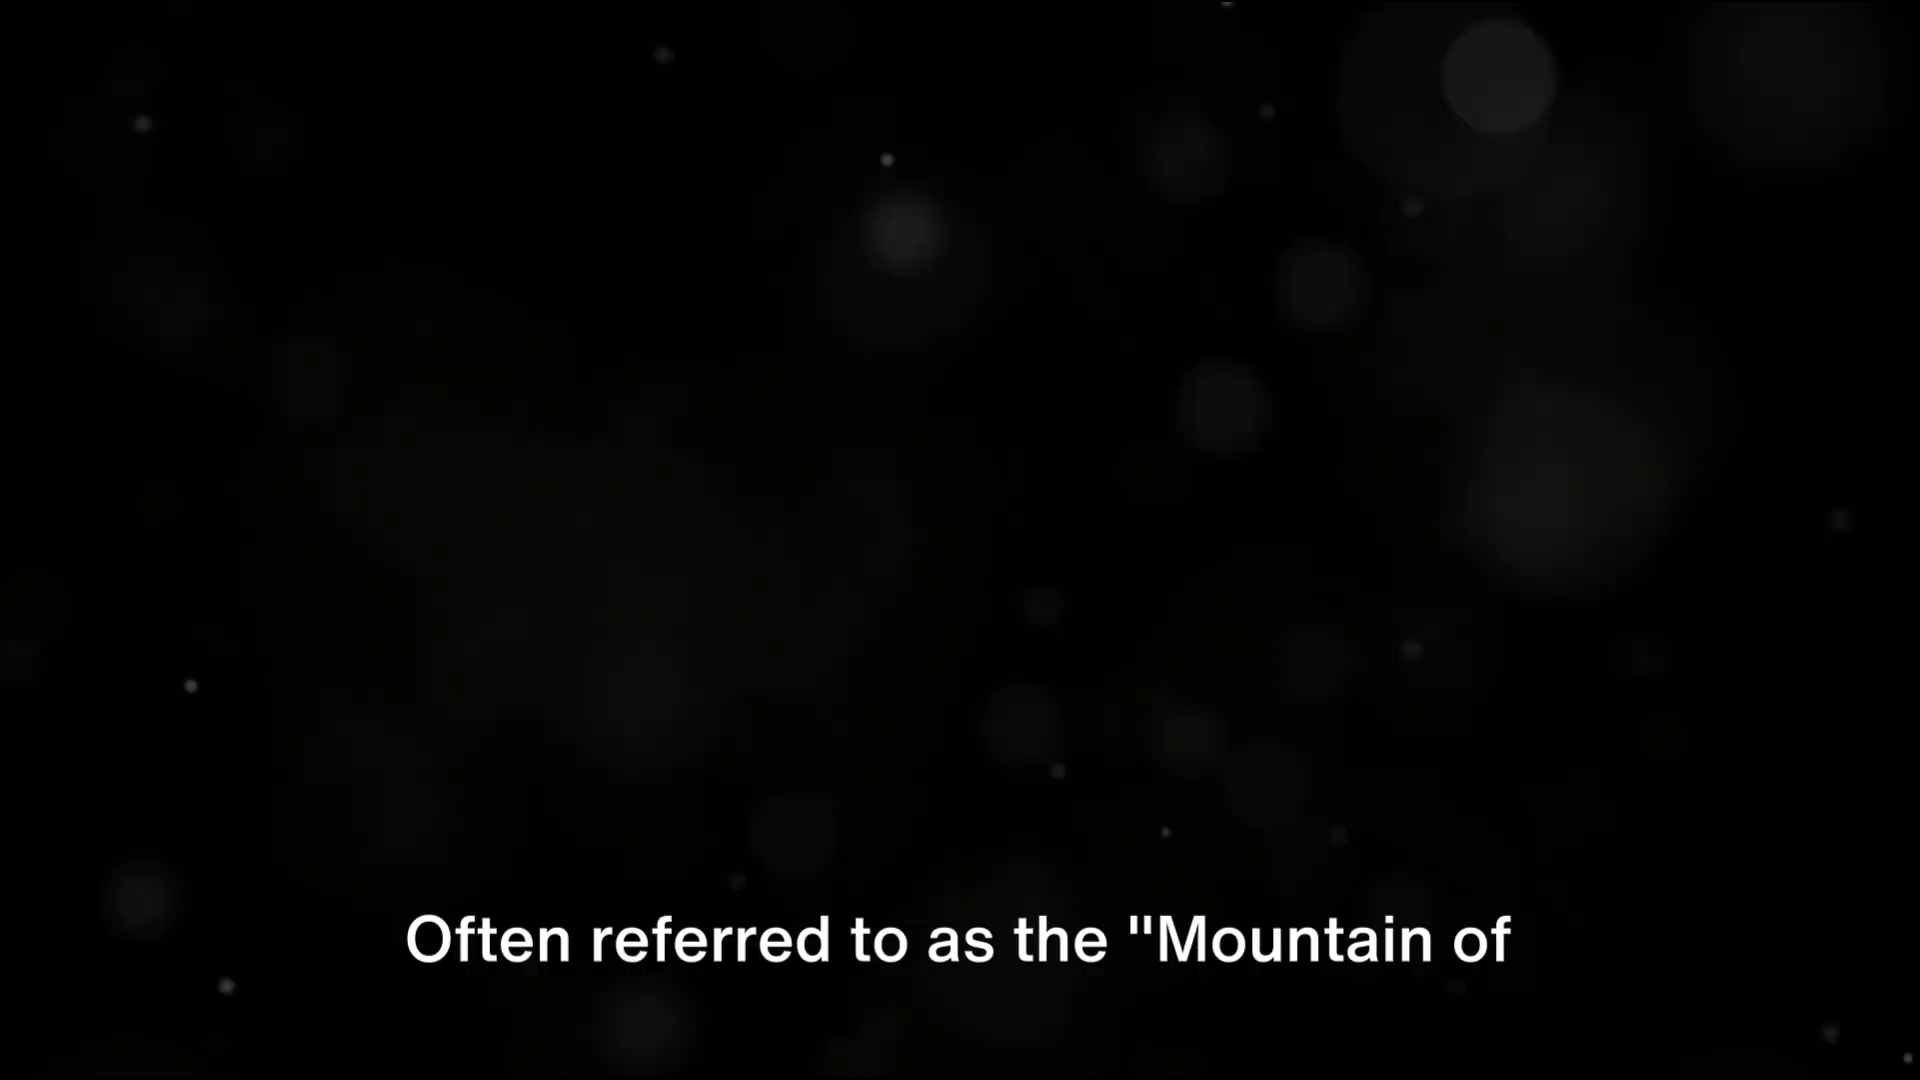 Often referred to as the "Mountain of